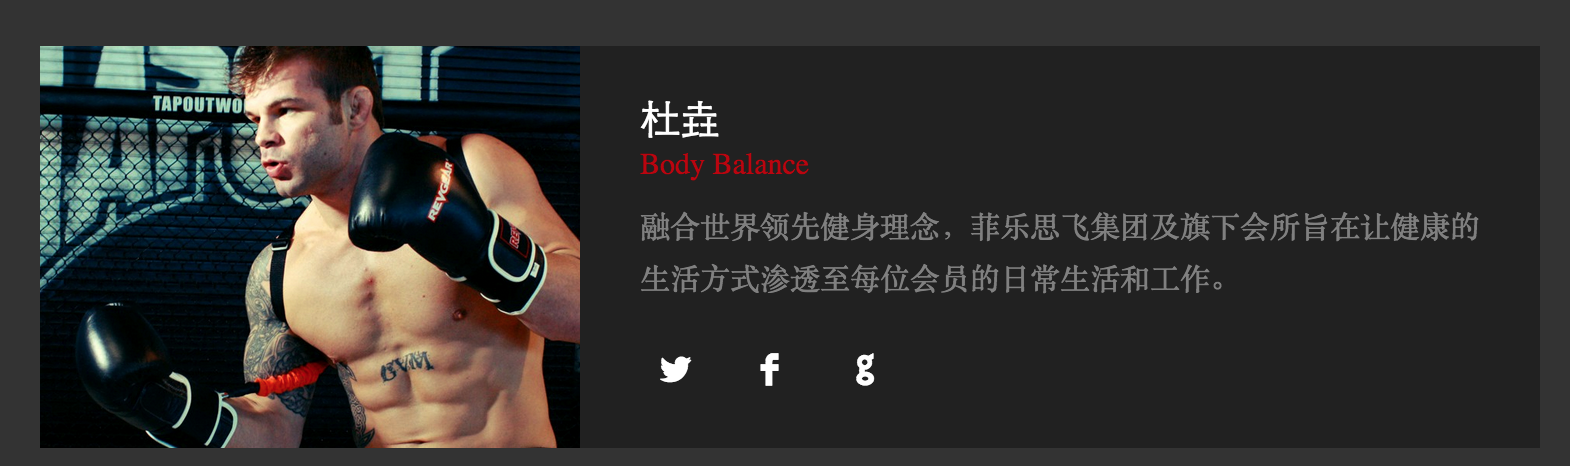 TAPOUTWO
REVGEAR
GVM
杜垚
Body Balance
融合世界领先健身理念，菲乐思飞集团及旗下会所旨在让健康的
生活方式渗透至每位会员的日常生活和工作。